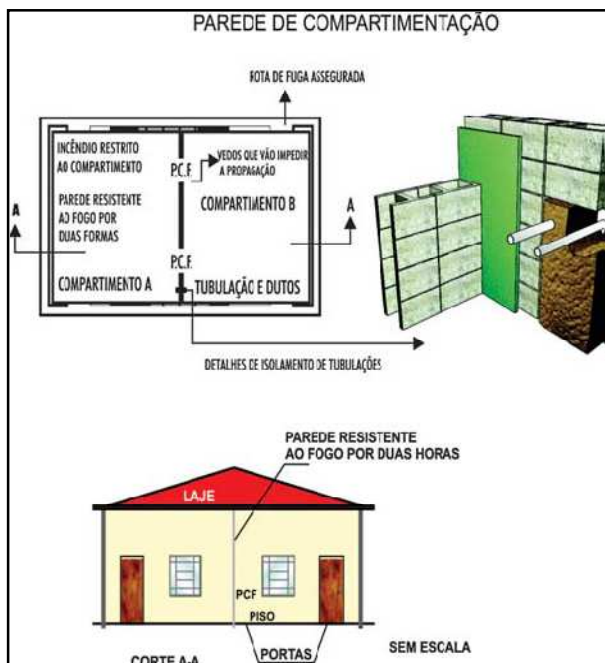 PAREDE DE COMPARTIMENTAÇÃO
ROTA DE FUGA ASSEGURADA
INCÊNDIO RESTRITO
AO COMPARTIMENTO
P.C.F.
VEDOS QUE VÃO IMPEDIR
A PROPAGAÇÃO
PAREDE RESISTENTE
AO FOGO POR
DUAS FORMAS
COMPARTIMENTO B
A
A
P.C.F.
COMPARTIMENTO A
TUBULAÇÃO E DUTOS
DETALHES DE ISOLAMENTO DE TUBULAÇÕES
PAREDE RESISTENTE
AO FOGO POR DUAS HORAS
LAJE
PCF
PISO
CORTE A-A
PORTAS
SEM ESCALA